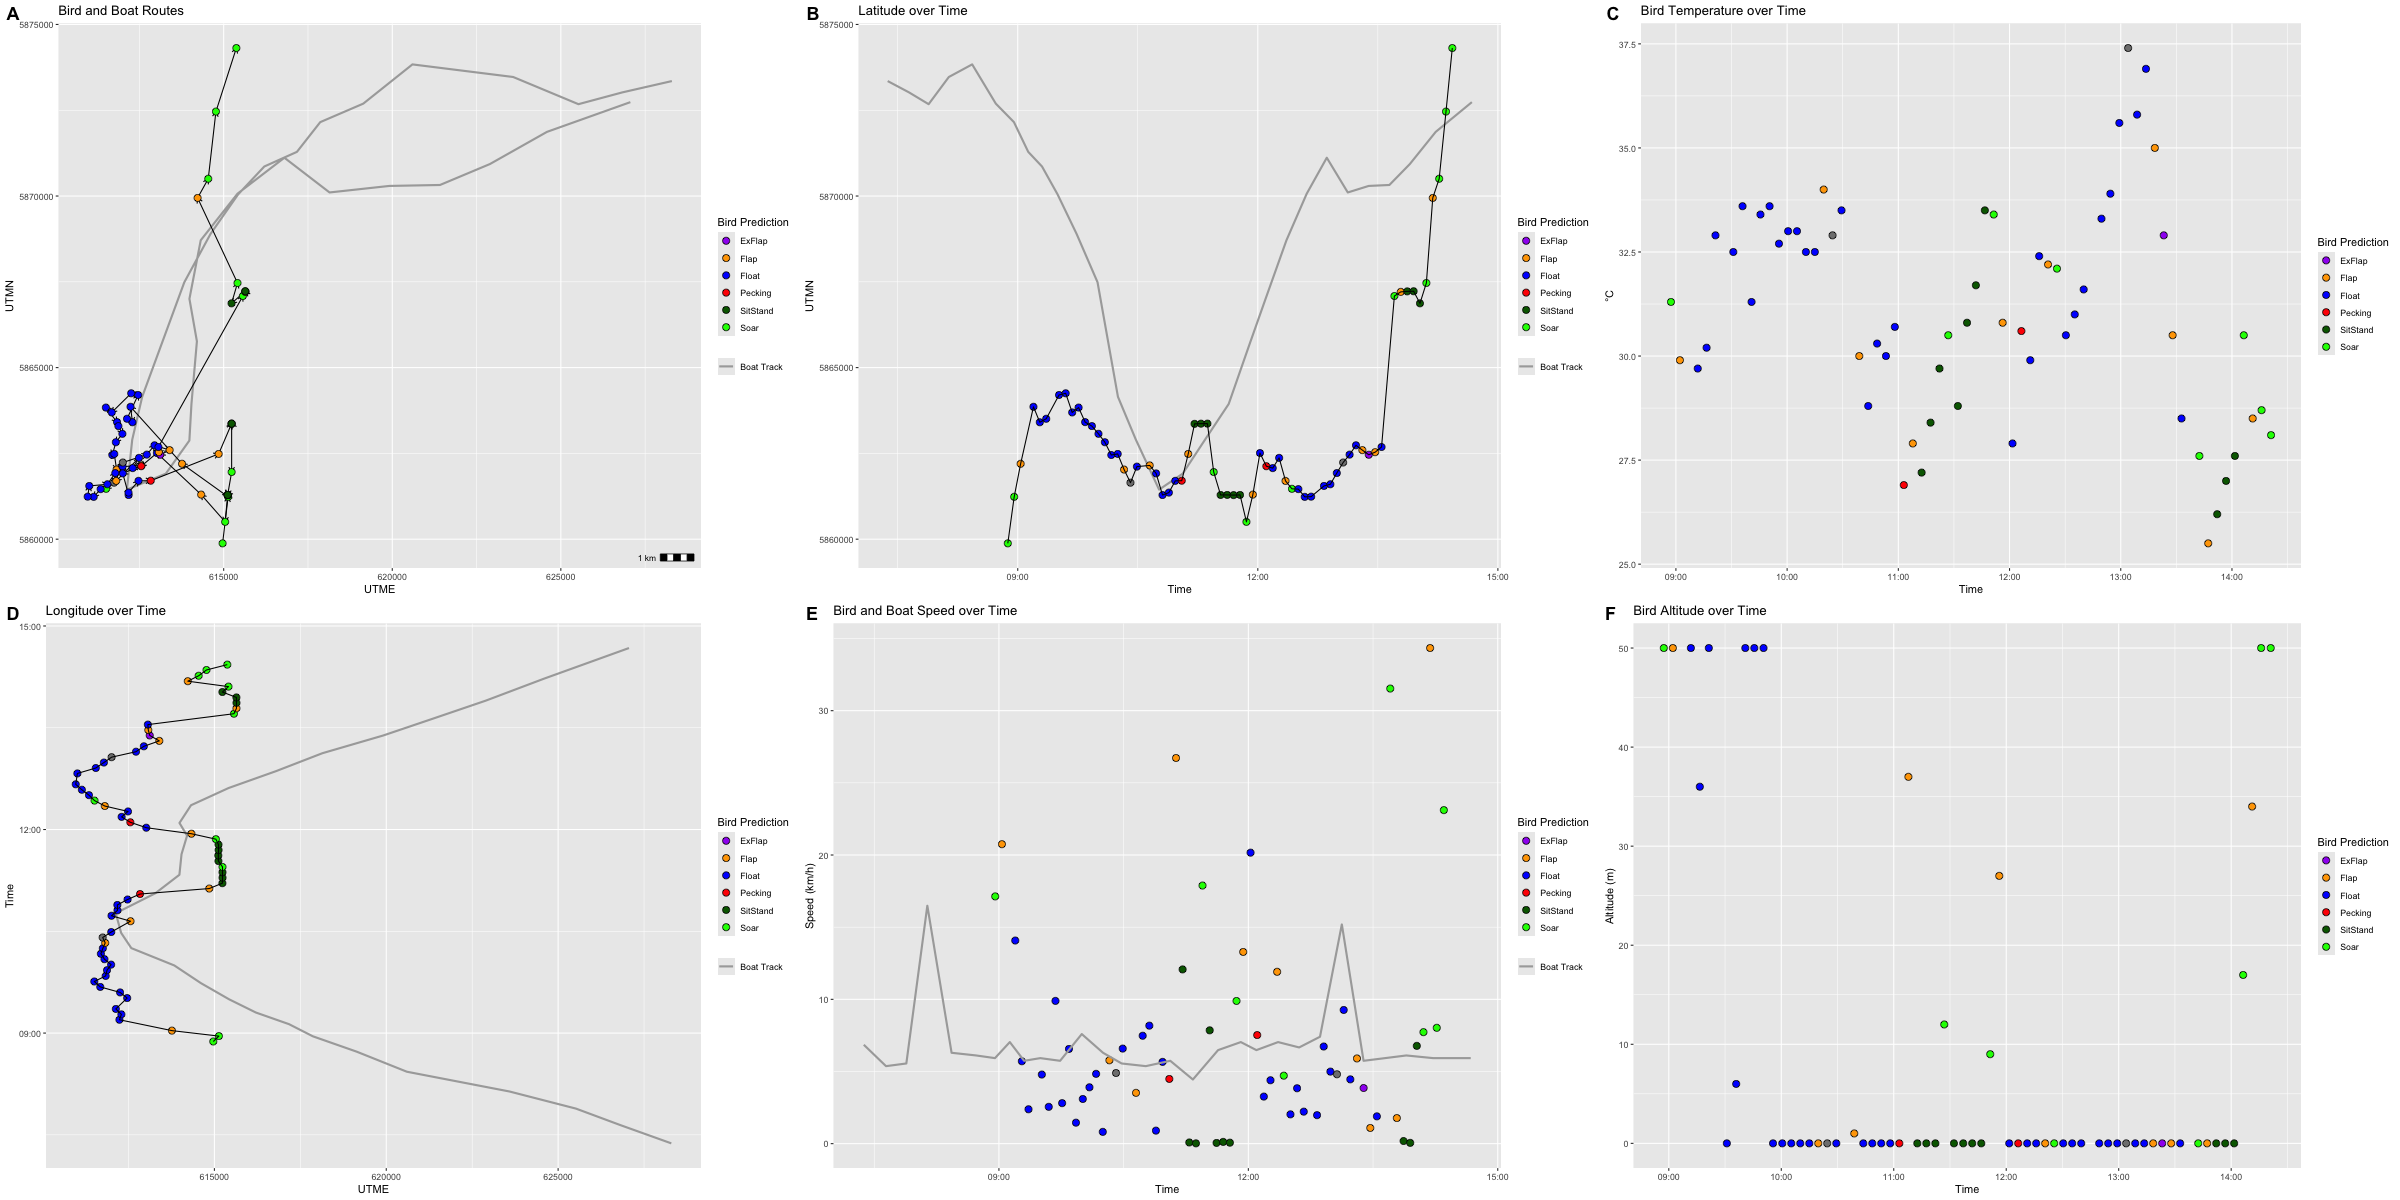 A Bird and Boat Routes
5875000
5870000
5865000
5860000
UTMN
615000 620000 625000
UTME
1 km
Bird Prediction
ExFlap
Flap
Float
Pecking
SitStand
Soar
Boat Track
B Latitude over Time
5875000
5870000
5865000
5860000
UTMN
09:00 12:00 15:00
Time
Bird Prediction
ExFlap
Flap
Float
Pecking
SitStand
Soar
Boat Track
C Bird Temperature over Time
37.5
35.0
32.5
30.0
27.5
25.0
°C
09:00 10:00 11:00 12:00 13:00 14:00
Time
Bird Prediction
ExFlap
Flap
Float
Pecking
SitStand
Soar
D Longitude over Time
15:00
12:00
09:00
Time
615000 620000 625000
UTME
Bird Prediction
ExFlap
Flap
Float
Pecking
SitStand
Soar
Boat Track
E Bird and Boat Speed over Time
30
20
10
0
Speed (km/h)
09:00 12:00 15:00
Time
Bird Prediction
ExFlap
Flap
Float
Pecking
SitStand
Soar
Boat Track
F Bird Altitude over Time
50
40
30
20
10
0
Altitude (m)
09:00 10:00 11:00 12:00 13:00 14:00
Time
Bird Prediction
ExFlap
Flap
Float
Pecking
SitStand
Soar